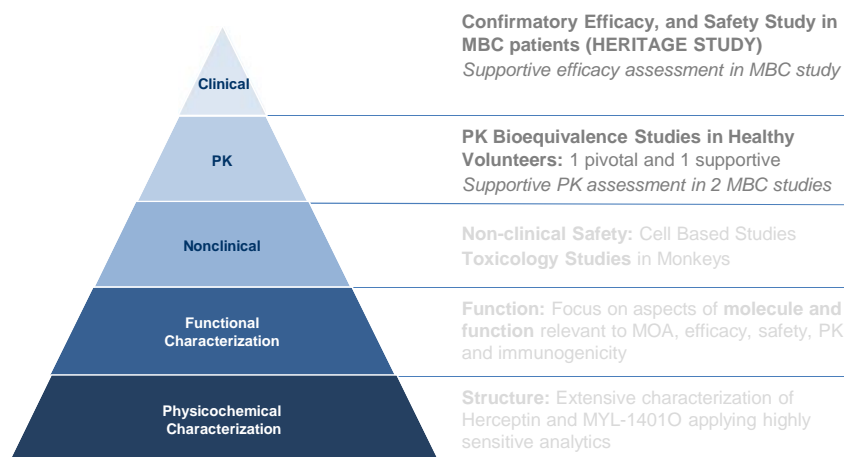 Confirmatory Efficacy, and Safety Study in
MBC patients (HERITAGE STUDY)
Supportive efficacy assessment in MBC study
Clinical
PK Bioequivalence Studies in Healthy
Volunteers: 1 pivotal and 1 supportive
Supportive PK assessment in 2 MBC studies
PK
Non-clinical Safety: Cell Based Studies
Toxicology Studies in Monkeys
Nonclinical
Function: Focus on aspects of molecule and
function relevant to MOA, efficacy, safety, PK
and immunogenicity
Functional
Characterization
Structure: Extensive characterization of
Herceptin and MYL-1401O applying highly
sensitive analytics
Physicochemical
Characterization